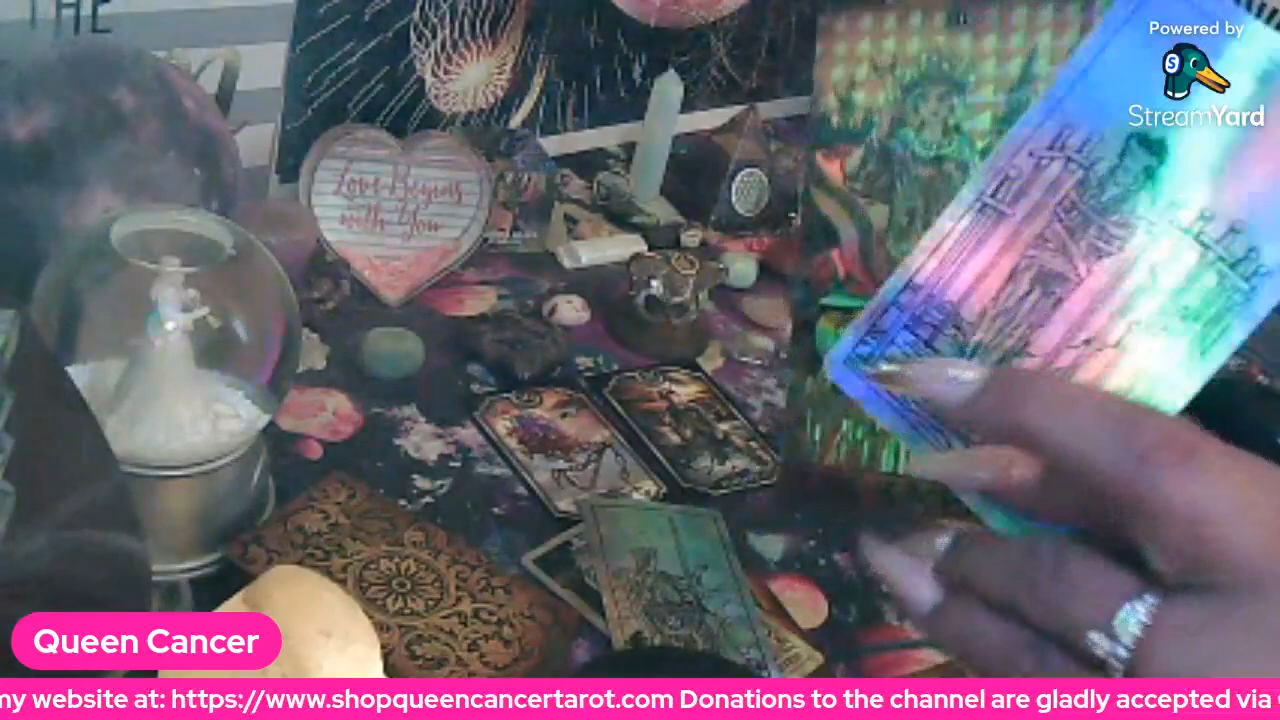 THE
Powered by
StreamYard
Love Begins
with You
Queen Cancer
my website at: https://www.shopqueencancertarot.com Donations to the channel are gladly accepted via